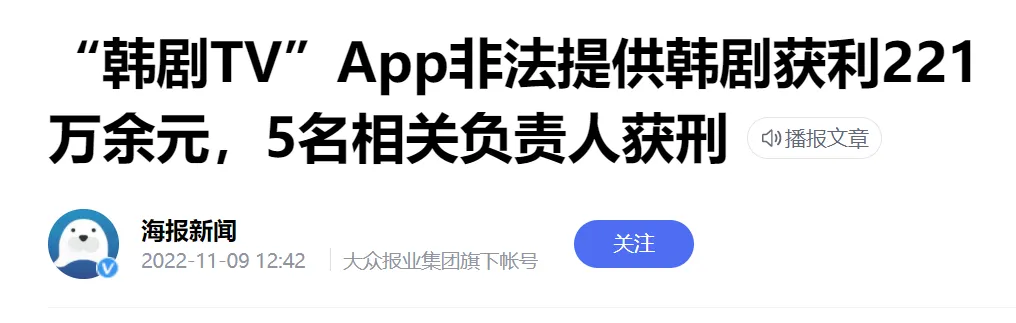 “韩剧TV”App非法提供韩剧获利221
万余元，5名相关负责人获刑 播报文章
海报新闻 关注
2022-11-09 12:42 大众报业集团旗下帐号